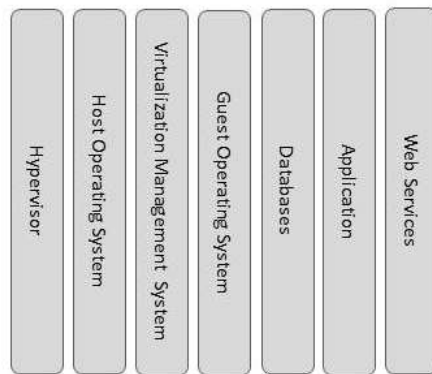 Hypervisor
Host Operating System
Virtualization Management System
Guest Operating System
Databases
Application
Web Services